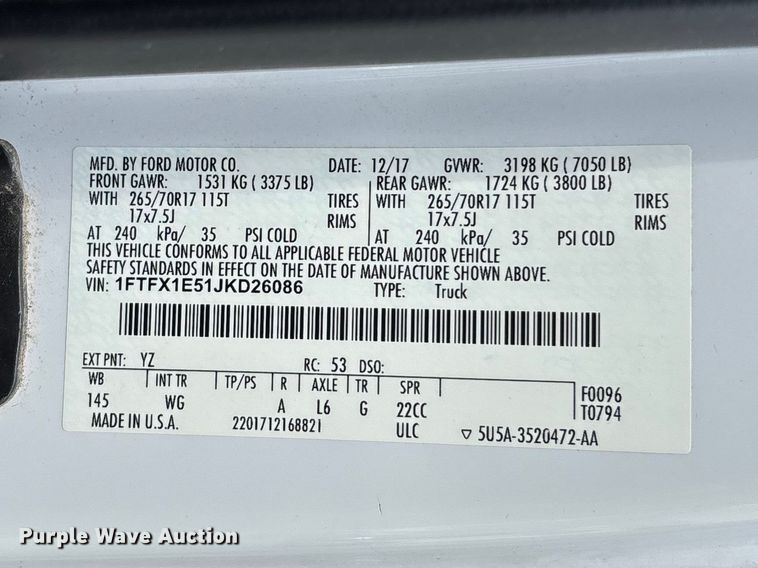 MFD. BY FORD MOTOR CO. DATE: 12/17 GVWR: 3198 KG ( 7050 LB)
FRONT GAWR: 1531 KG ( 3375 LB) REAR GAWR: 1724 KG ( 3800 LB)
WITH 265/70R17 115T TIRES WITH 265/70R17 115T TIRES
17x7.5J RIMS 17x7.5J RIMS
AT 240 kPa/ 35 PSI COLD AT 240 kPa/ 35 PSI COLD
THIS VEHICLE CONFORMS TO ALL APPLICABLE FEDERAL MOTOR VEHICLE
SAFETY STANDARDS IN EFFECT ON THE DATE OF MANUFACTURE SHOWN ABOVE.
VIN: 1FTFX1E51JKD26086 TYPE: Truck
EXT PNT: YZ RC: 53 DSO:
WB INT TR TP/PS R AXLE TR SPR F0096
145 WG A L6 G 22CC T0794
MADE IN U.S.A. 220171216882I ULC ▽ 5U5A-3520472-AA
Purple Wave Auction